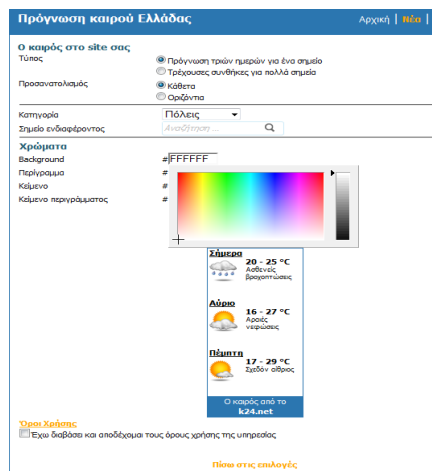 Πρόγνωση καιρού Ελλάδας
Αρχική | Νέα |
Ο καιρός στο site σας
Τύπος
Πρόγνωση τριών ημερών για ένα σημείο
Τρέχουσες συνθήκες για πολλά σημεία
Προσανατολισμός
Κάθετα
Οριζόντια
Κατηγορία
Πόλεις
Σημείο ενδιαφέροντος
Αναζήτηση ...
Χρώματα
Background
#FFFFFF
Περίγραμμα
#
Κείμενο
#
Κείμενο περιγράμματος
#
Σήμερα
20 - 25 °C
Ασθενείς
βροχοπτώσεις
Αύριο
16 - 27 °C
Αραιές
νεφώσεις
Πέμπτη
17 - 29 °C
Σχεδόν αίθριος
Ο καιρός από το
k24.net
Όροι Χρήσης
Έχω διαβάσει και αποδέχομαι τους όρους χρήσης της υπηρεσίας
Πίσω στις επιλογές